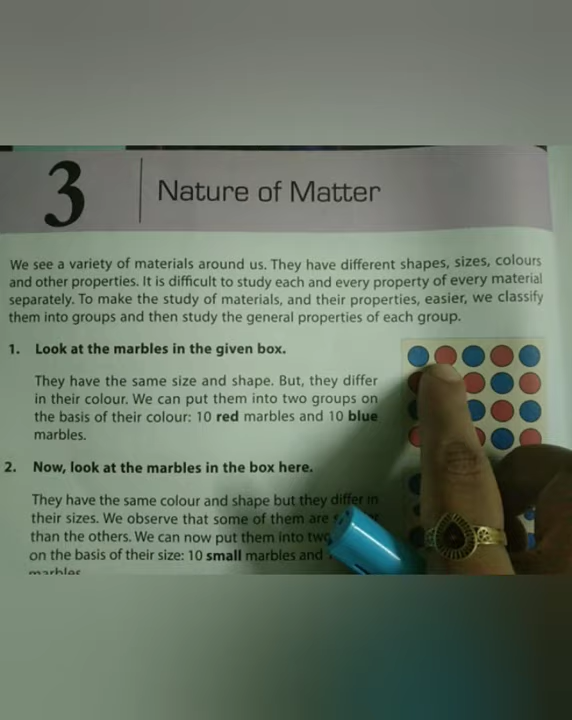 3
Nature of Matter
We see a variety of materials around us. They have different shapes, sizes, colours
and other properties. It is difficult to study each and every property of every material
separately. To make the study of materials, and their properties, easier, we classify
them into groups and then study the general properties of each group.
1. Look at the marbles in the given box.
They have the same size and shape. But, they differ
in their colour. We can put them into two groups on
the basis of their colour: 10 red marbles and 10 blue
marbles.
2. Now, look at the marbles in the box here.
They have the same colour and shape but they differ in
their sizes. We observe that some of them are
than the others. We can now put them into two
on the basis of their size: 10 small marbles and
marbles